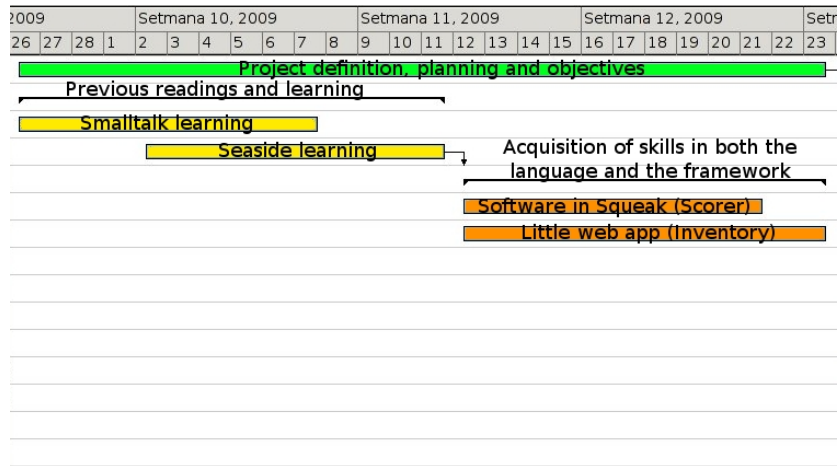 2009 Setmana 10, 2009 Setmana 11, 2009 Setmana 12, 2009 Setr
26 27 28 1 2 3 4 5 6 7 8 9 10 11 12 13 14 15 16 17 18 19 20 21 22 23
Project definition, planning and objectives
Previous readings and learning
Smalltalk learning
Seaside learning
Acquisition of skills in both the
language and the framework
Software in Squeak (Scorer)
Little web app (Inventory)